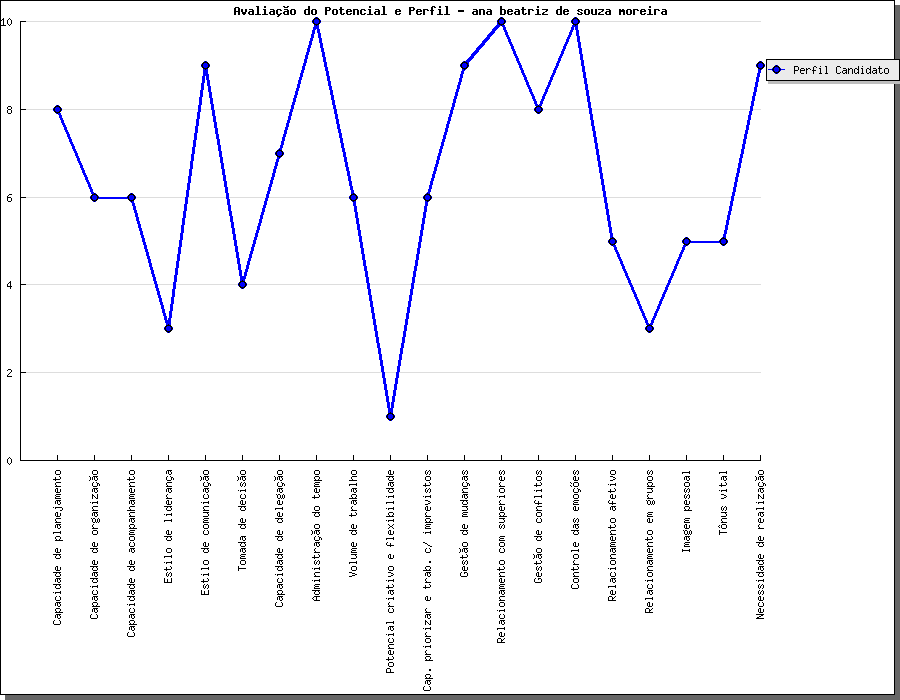 Avaliação do Potencial e Perfil - ana beatriz de souza moreira
10
8
6
4
2
0
Perfil Candidato
Capacidade de planejamento
Capacidade de organização
Capacidade de acompanhamento
Estilo de liderança
Estilo de comunicação
Tomada de decisão
Capacidade de delegação
Administração do tempo
Volume de trabalho
Potencial criativo e flexibilidade
Cap. priorizar e trab. c/ imprevistos
Gestão de mudanças
Relacionamento com superiores
Gestão de conflitos
Controle das emoções
Relacionamento afetivo
Relacionamento em grupos
Imagem pessoal
Tônus vital
Necessidade de realização